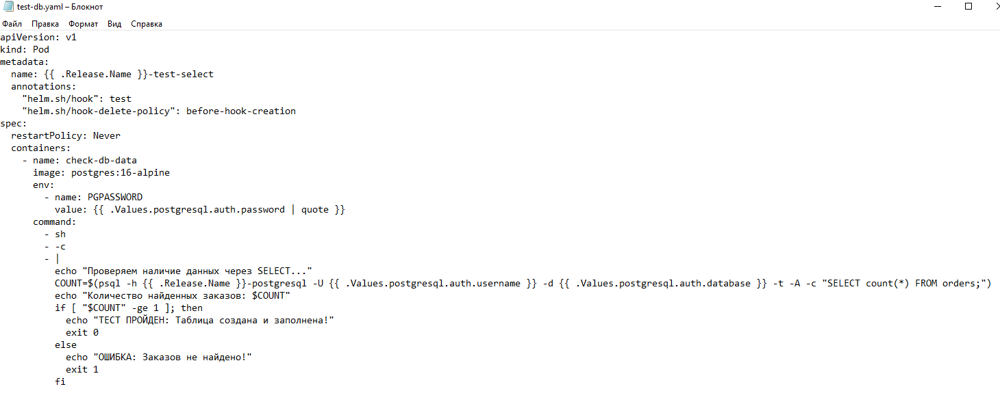 test-db.yaml – Блокнот
Файл Правка Формат Вид Справка
apiVersion: v1
kind: Pod
metadata:
  name: {{ .Release.Name }}-test-select
  annotations:
    "helm.sh/hook": test
    "helm.sh/hook-delete-policy": before-hook-creation
spec:
  restartPolicy: Never
  containers:
    - name: check-db-data
      image: postgres:16-alpine
      env:
        - name: PGPASSWORD
          value: {{ .Values.postgresql.auth.password | quote }}
      command:
        - sh
        - -c
        - |
          echo "Проверяем наличие данных через SELECT..."
          COUNT=$(psql -h {{ .Release.Name }}-postgresql -U {{ .Values.postgresql.auth.username }} -d {{ .Values.postgresql.auth.database }} -t -A -c "SELECT count(*) FROM orders;")
          echo "Количество найденных заказов: $COUNT"
          if [ "$COUNT" -ge 1 ]; then
            echo "ТЕСТ ПРОЙДЕН: Таблица создана и заполнена!"
            exit 0
          else
            echo "ОШИБКА: Заказов не найдено!"
            exit 1
          fi